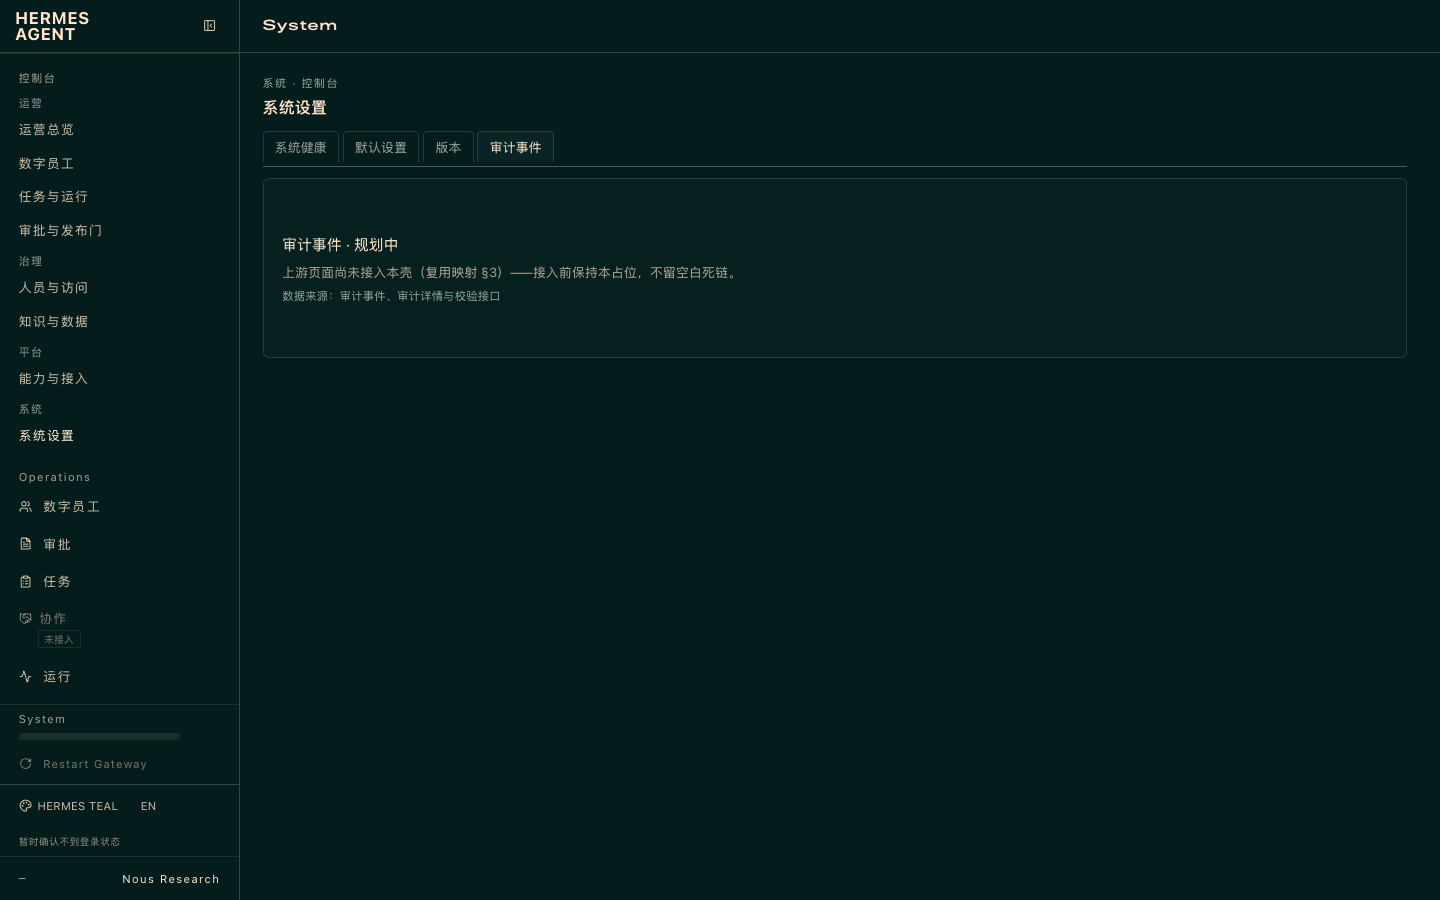 HERMES
AGENT
System
控制台
运营
运营总览
数字员工
任务与运行
审批与发布门
治理
人员与访问
知识与数据
平台
能力与接入
系统
系统设置
Operations
数字员工
审批
任务
协作
未接入
运行
System
Restart Gateway
HERMES TEAL EN
暂时确认不到登录状态
— Nous Research
系统 · 控制台
系统设置
系统健康 默认设置 版本 审计事件
审计事件 · 规划中
上游页面尚未接入本壳（复用映射 §3）——接入前保持本占位，不留空白死链。
数据来源：审计事件、审计详情与校验接口